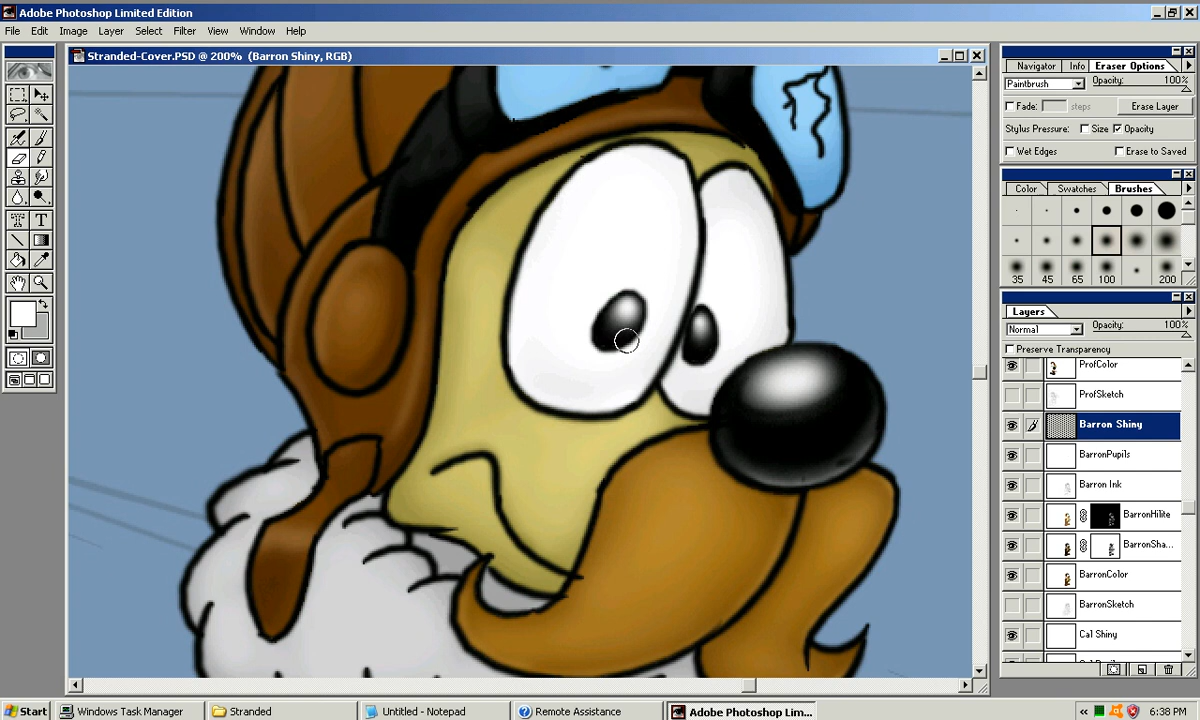 Adobe Photoshop Limited Edition
File Edit Image Layer Select Filter View Window Help
Stranded-Cover.PSD @ 200% (Barron Shiny, RGB)
Navigator Info Eraser Options
Paintbrush Opacity: 100%
Fade: steps Erase Layer
Stylus Pressure: Size Opacity
Wet Edges Erase to Saved
Color Swatches Brushes
35 45 65 100 200
Layers
Normal Opacity: 100%
Preserve Transparency
ProfColor
ProfSketch
Barron Shiny
BarronPupils
Barron Ink
BarronHilite
BarronSha...
BarronColor
BarronSketch
Cal Shiny
Start Windows Task Manager Stranded Untitled - Notepad Remote Assistance Adobe Photoshop Lim... 6:38 PM